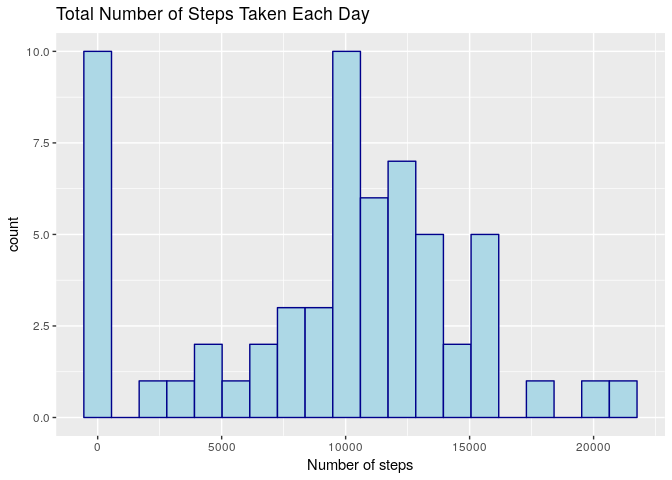 Total Number of Steps Taken Each Day
10.0
7.5
5.0
2.5
0.0
count
0 5000 10000 15000 20000
Number of steps